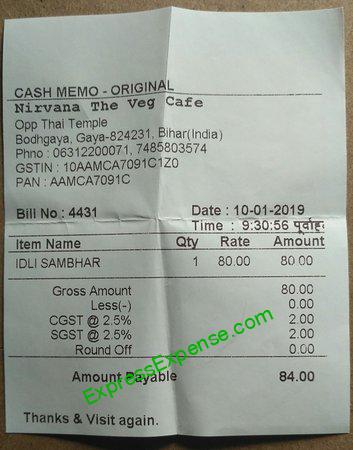 CASH MEMO - ORIGINAL
Nirvana The Veg Cafe
Opp Thai Temple
Bodhgaya, Gaya-824231, Bihar(India)
Phno : 06312200071, 7485803574
GSTIN : 10AAMCA7091C1Z0
PAN : AAMCA7091C
Bill No : 4431 Date : 10-01-2019
Time : 9:30:56 पूर्वाह्न
Item Name Qty Rate Amount
IDLI SAMBHAR 1 80.00 80.00
Gross Amount 80.00
Less(-) 0.00
CGST @ 2.5% 2.00
SGST @ 2.5% 2.00
Round Off 0.00
Amount Payable 84.00
Thanks & Visit again.
ExpressExpense.com